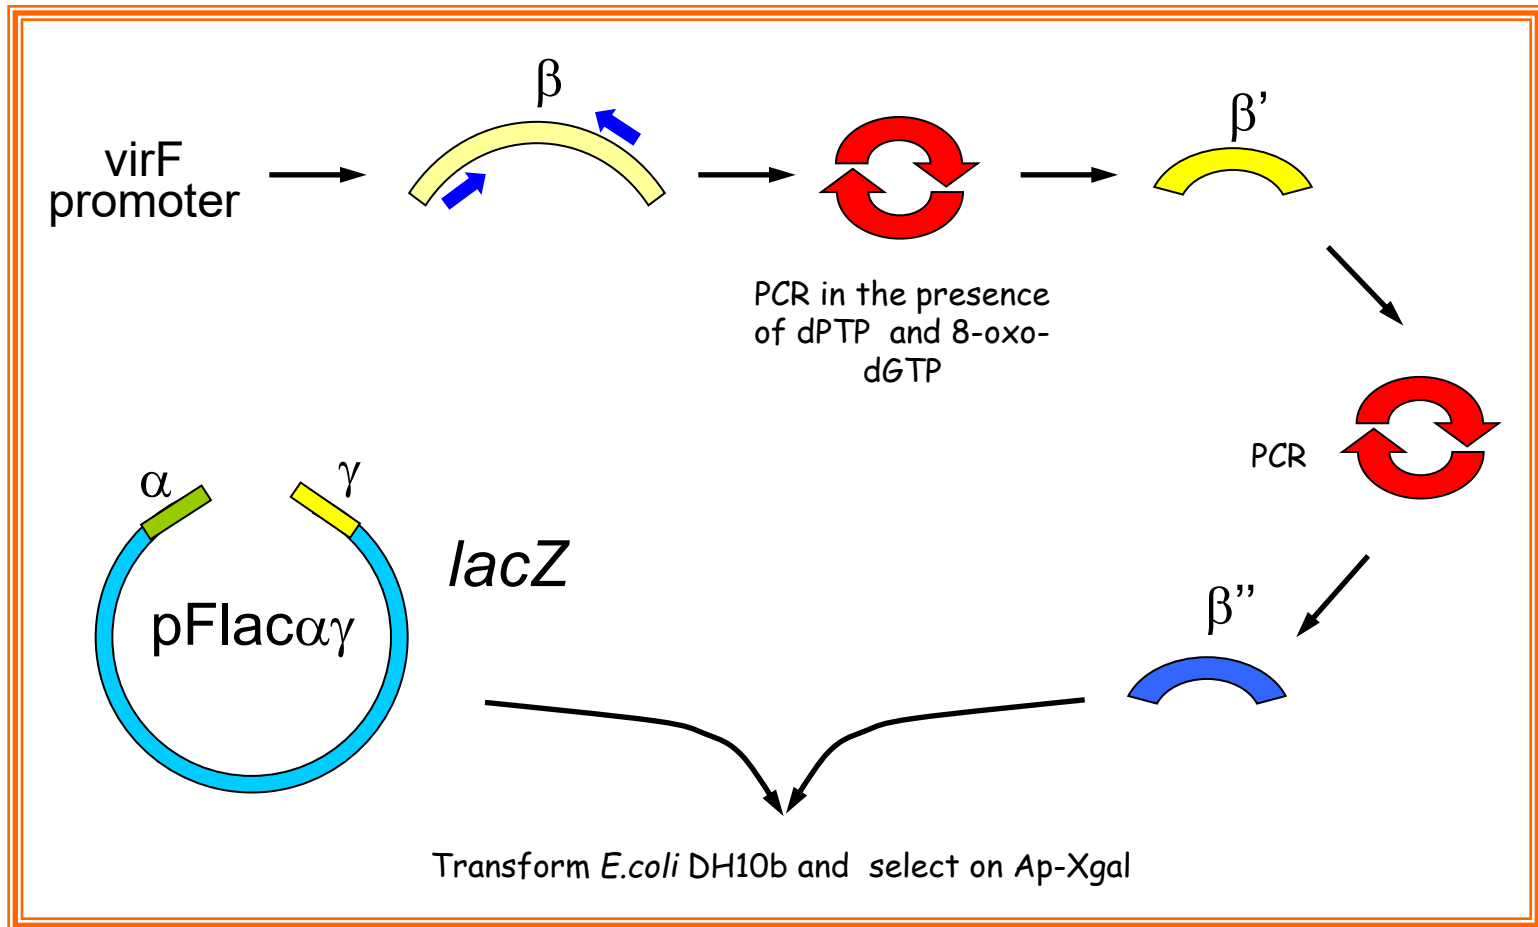 β
β’
virF
promoter
PCR in the presence
of dPTP and 8-oxo-
dGTP
PCR
α
γ
lacZ
pFlacαγ
β”
Transform E.coli DH10b and select on Ap-Xgal